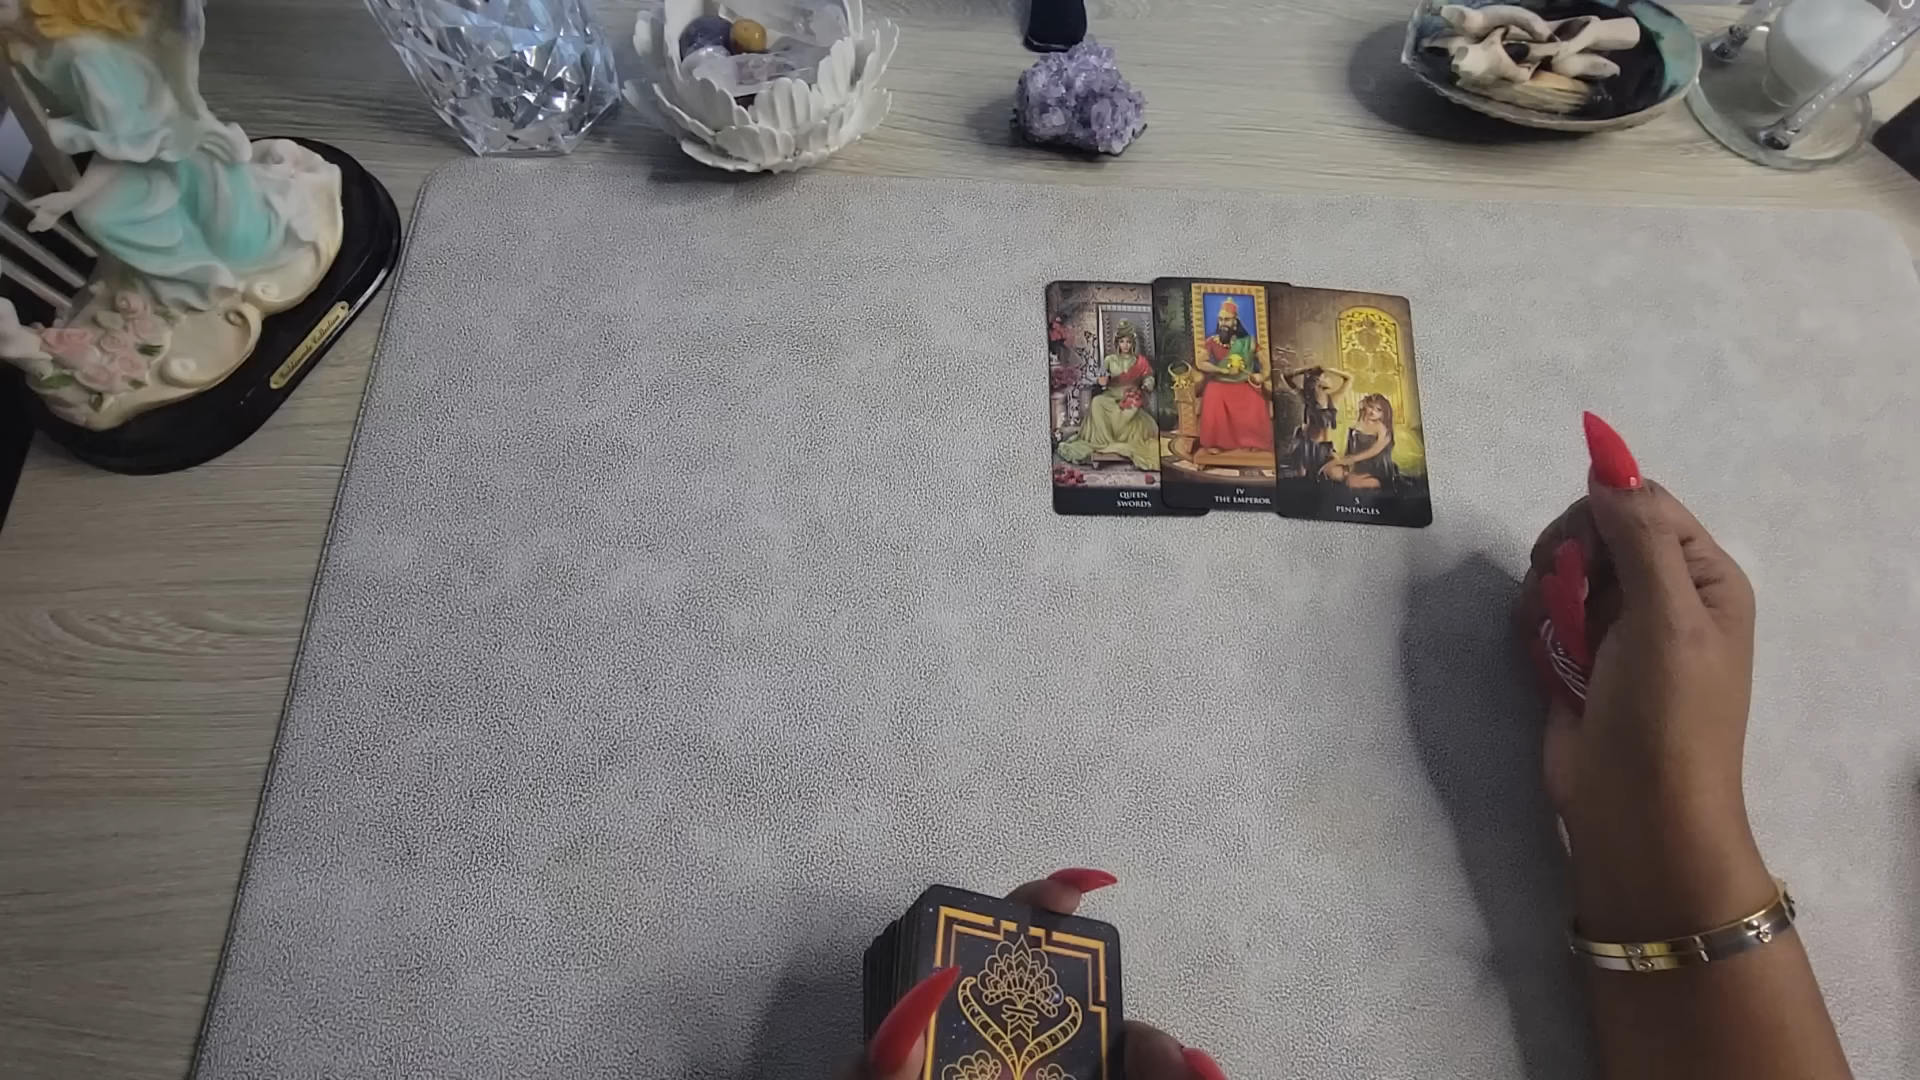 QUEEN
SWORDS
IV
THE EMPEROR
5
PENTACLES